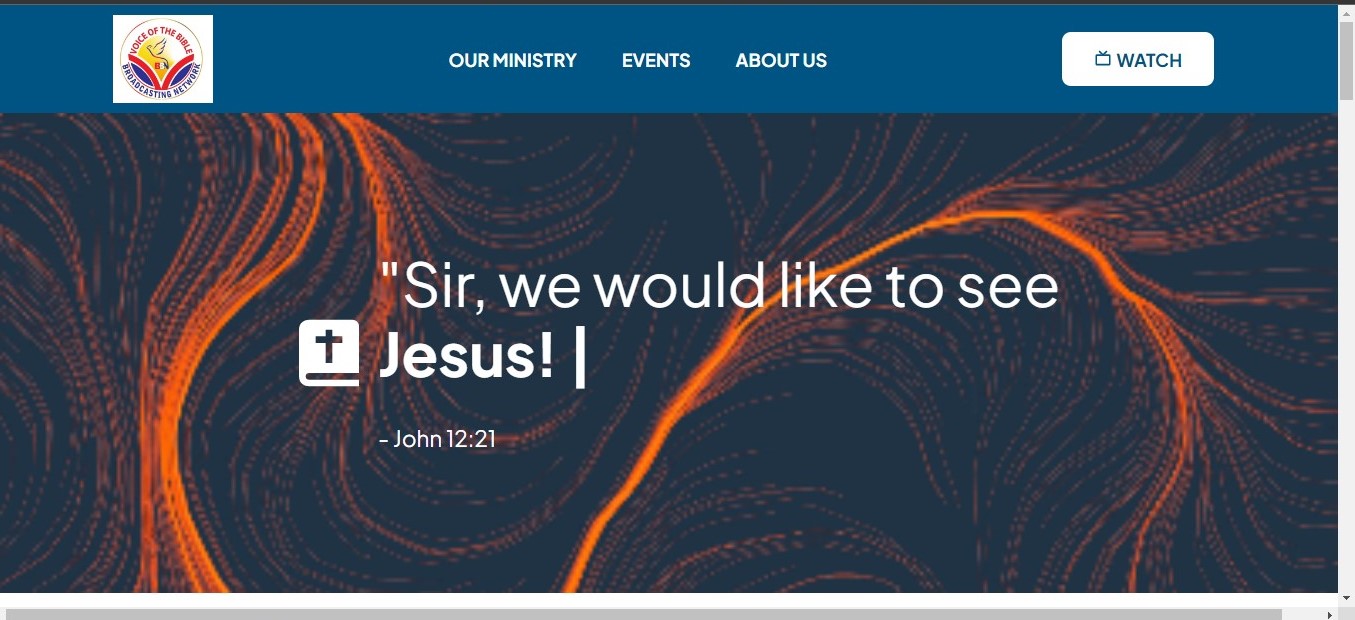 VOICE OF THE BIBLE
BBN
BROADCASTING NETWORK
OUR MINISTRY
EVENTS
ABOUT US
WATCH
"Sir, we would like to see
Jesus! |
- John 12:21